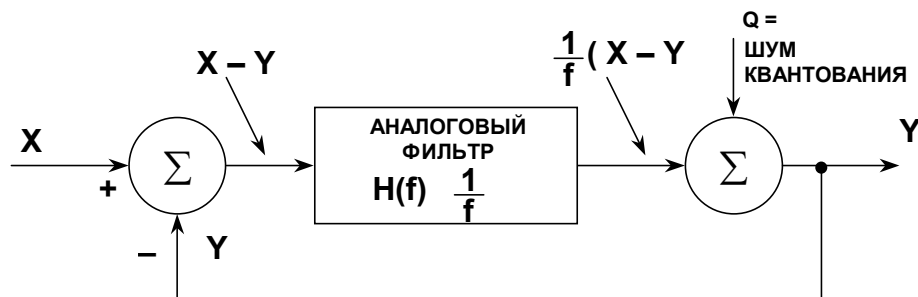 Q =
ШУМ
КВАНТОВАНИЯ
1
f
( X – Y
X – Y
АНАЛОГОВЫЙ
ФИЛЬТР
H(f)
1
f
X
Y
+
Σ
Σ
–
Y